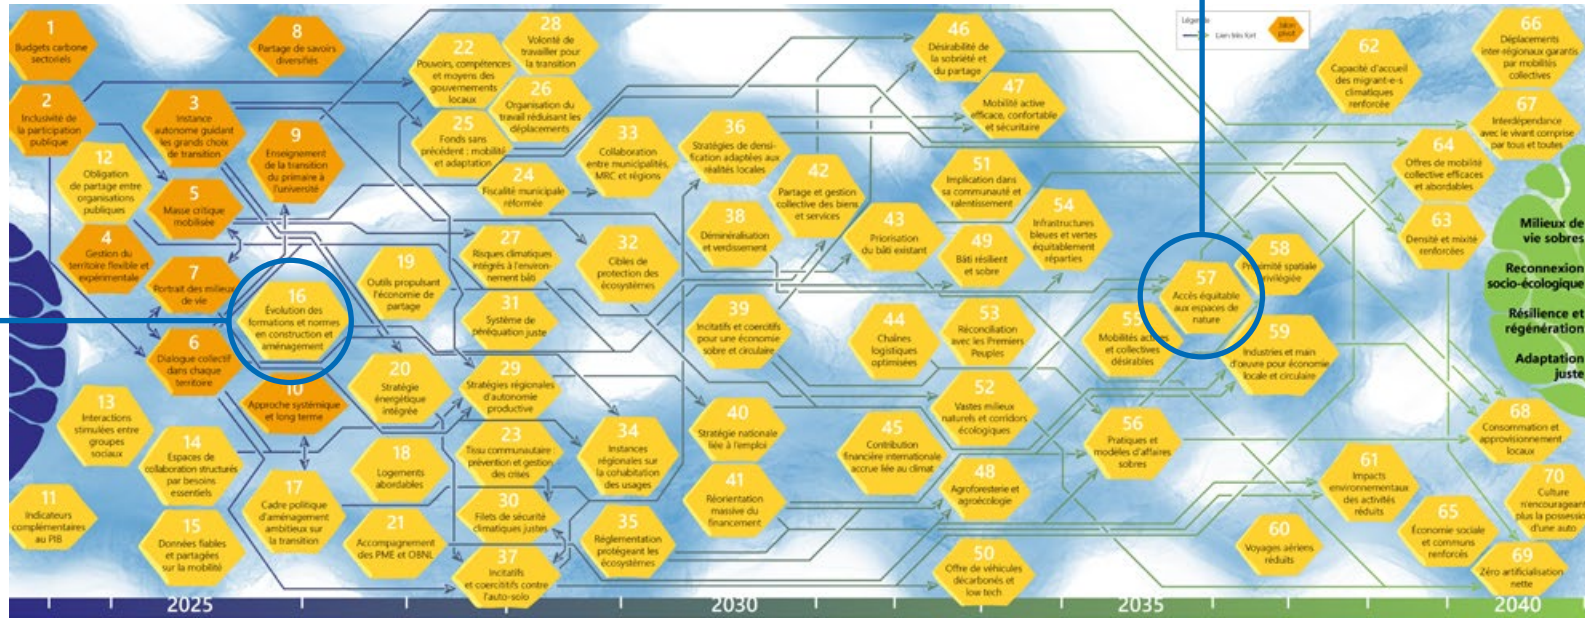 1
Budgets carbone
sectoriels
2
Inclusivité de
la participation
publique
3
Instance
autonome guidant
les grands choix
de transition
4
Gestion du
territoire flexible et
expérimentale
5
Masse critique
mobilisée
6
Dialogue collectif
dans chaque
territoire
7
Portrait des milieux
de vie
8
Partage de savoirs
diversifiés
9
Enseignement
de la transition
du primaire à
l'université
10
Approche systémique
et long terme
11
Indicateurs
complémentaires
au PIB
12
Obligation
de partage entre
organisations
publiques
13
Interactions
stimulées entre
groupes
sociaux
14
Espaces de
collaboration structurés
par besoins
essentiels
15
Données fiables
et partagées
sur la mobilité
16
Évolution des
formations et normes
en construction et
aménagement
17
Cadre politique
d'aménagement
ambitieux sur
la transition
18
Logements
abordables
19
Outils propulsant
l'économie de
partage
20
Stratégie
énergétique
intégrée
21
Accompagnement
des PME et OBNL
22
Pouvoirs, compétences
et moyens des
gouvernements
locaux
23
Tissu communautaire :
prévention et gestion
des crises
24
Fiscalité municipale
réformée
25
Fonds sans
précédent : mobilité
et adaptation
26
Organisation du
travail réduisant les
déplacements
27
Risques climatiques
intégrés à l'environ-
nement bâti
28
Volonté de
travailler pour
la transition
29
Stratégies régionales
d'autonomie
productive
30
Filets de sécurité
climatiques justes
31
Système de
péréquation juste
32
Cibles de
protection des
écosystèmes
33
Collaboration
entre municipalités,
MRC et régions
34
Instances
régionales sur
la cohabitation
des usages
35
Réglementation
protégeant les
écosystèmes
36
Stratégies de densi-
fication adaptées aux
réalités locales
37
Incitatifs
et coercitifs contre
l'auto-solo
38
Déminéralisation
et verdissement
39
Incitatifs et coercitifs
pour une économie
sobre et circulaire
40
Stratégie nationale
liée à l'emploi
41
Réorientation
massive du
financement
42
Partage et gestion
collective des biens
et services
43
Priorisation
du bâti existant
44
Chaînes
logistiques
optimisées
45
Contribution
financière internationale
accrue liée au climat
46
Désirabilité de
la sobriété et
du partage
47
Mobilité active
efficace, confortable
et sécuritaire
48
Agroforesterie et
agroécologie
49
Bâti résilient
et sobre
50
Offre de véhicules
décarbonés et
low tech
51
Implication dans
sa communauté et
ralentissement
52
Vastes milieux
naturels et corridors
écologiques
53
Réconciliation
avec les Premiers
Peuples
54
Infrastructures
bleues et vertes
équitablement
réparties
55
Mobilités actives
et collectives
désirables
56
Pratiques et
modèles d'affaires
sobres
57
Accès équitable
aux espaces de
nature
58
Proximité spatiale
privilégiée
59
Industries et main
d'œuvre pour économie
locale et circulaire
60
Voyages aériens
réduits
61
Impacts
environnementaux
des activités
réduits
62
Capacité d'accueil
des migrant-e-s
climatiques
renforcée
63
Densité et mixité
renforcées
64
Offres de mobilité
collective efficaces
et abordables
65
Économie sociale
et communs
renforcés
66
Déplacements
inter-régionaux garantis
par mobilités
collectives
67
Interdépendance
avec le vivant comprise
par tous et toutes
68
Consommation et
approvisionnement
locaux
69
Zéro artificialisation
nette
70
Culture
n'encourageant
plus la possession
d'une auto
Légende
Lien très fort
Jalon
pivot
Milieux de
vie sobres
Reconnexion
socio-écologique
Résilience et
régénération
Adaptation
juste
2025
2030
2035
2040